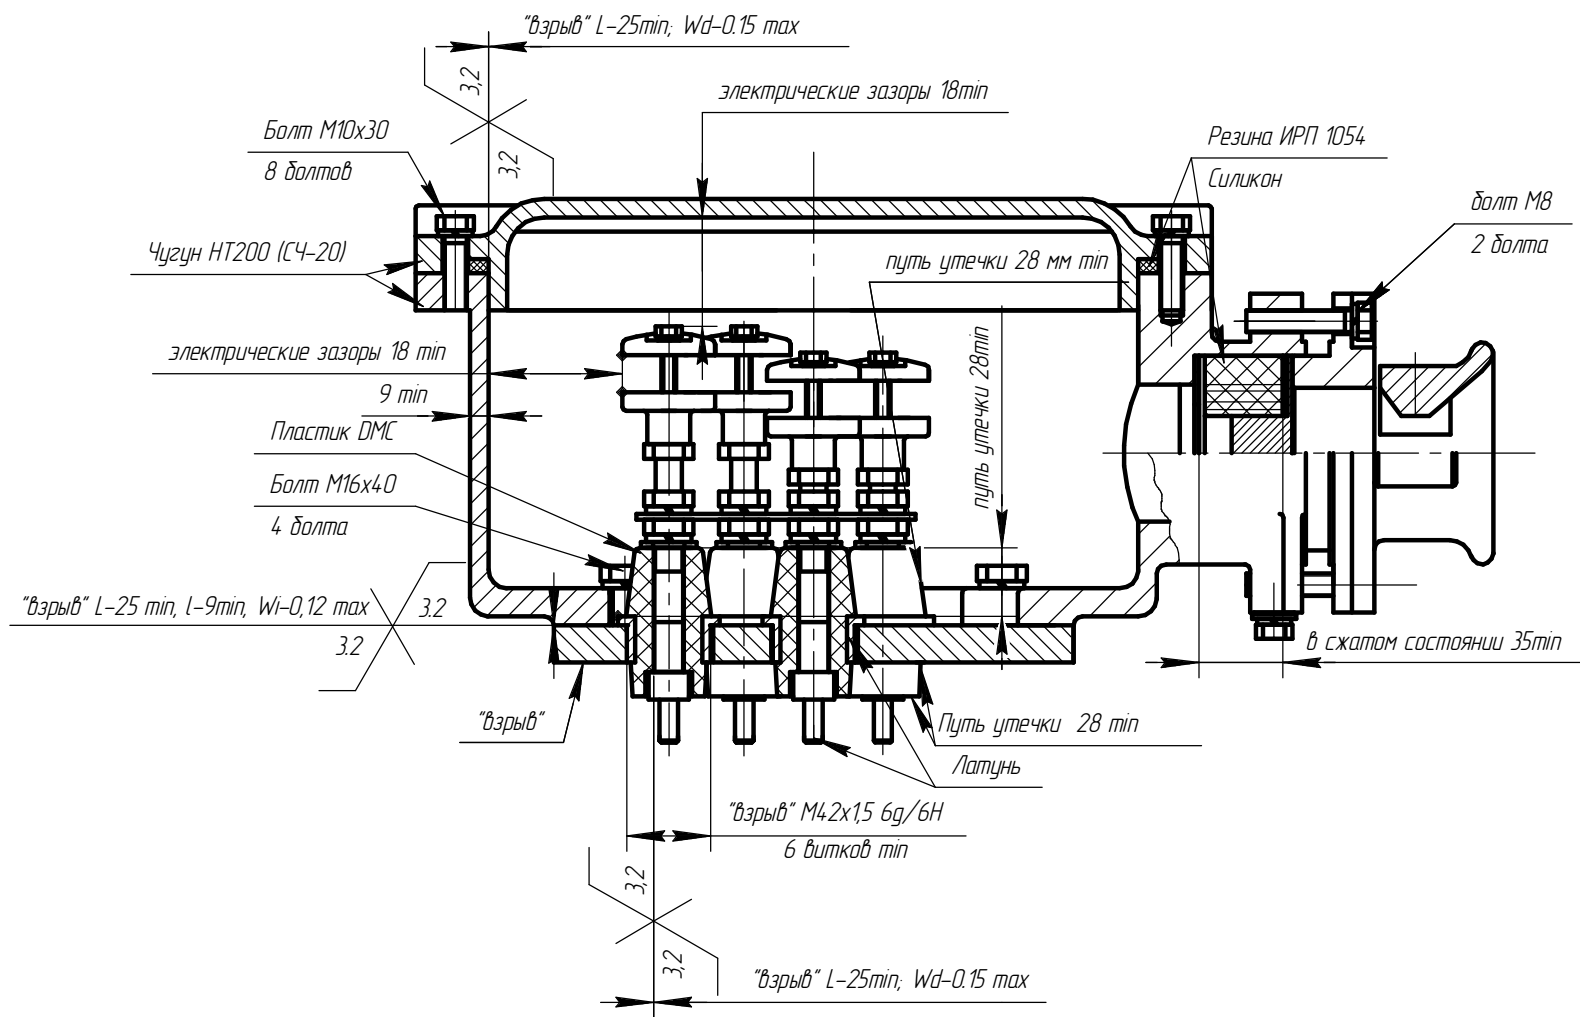 "взрыв" L-25min; Wd-0.15 max
3,2
3,2
электрические зазоры 18min
Болт М10х30
8 болтов
Резина ИРП 1054
Силикон
болт М8
2 болта
Чугун НТ200 (СЧ-20)
путь утечки 28 мм min
электрические зазоры 18 min
9 min
путь утечки 28min
Пластик DMC
Болт М16х40
4 болта
"взрыв" L-25 min, l-9min, Wi-0,12 max
3.2
3.2
в сжатом состоянии 35min
"взрыв"
Путь утечки 28 min
Латунь
"взрыв" М42х1,5 6g/6H
6 витков min
3,2
3,2
"взрыв" L-25min; Wd-0.15 max